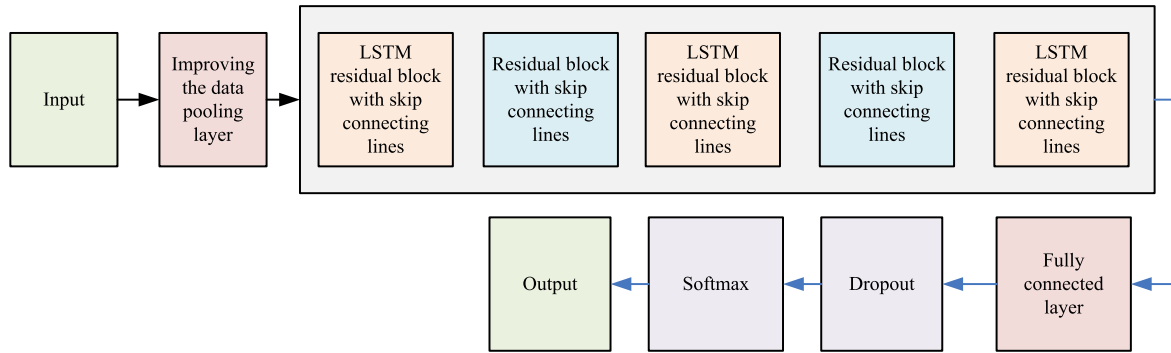 Input
Improving
the data
pooling
layer
LSTM
residual block
with skip
connecting
lines
Residual block
with skip
connecting
lines
LSTM
residual block
with skip
connecting
lines
Residual block
with skip
connecting
lines
LSTM
residual block
with skip
connecting
lines
Output
Softmax
Dropout
Fully
connected
layer